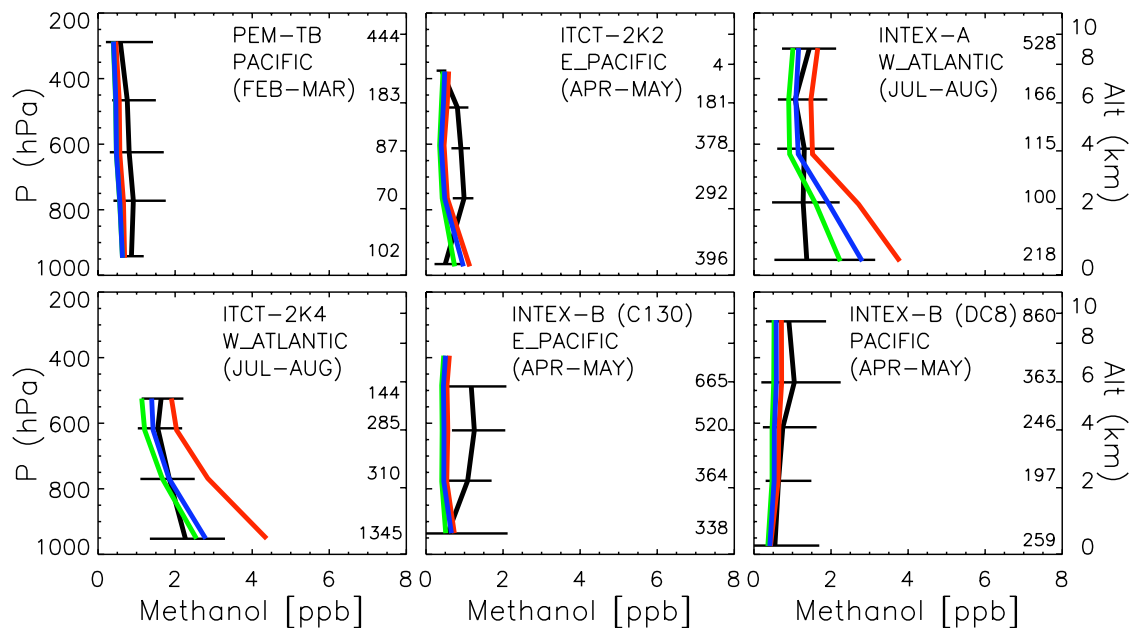 200
400
600
800
1000
P (hPa)
PEM-TB
PACIFIC
(FEB-MAR)
444
183
87
70
102
ITCT-2K2
E_PACIFIC
(APR-MAY)
4
181
378
292
396
INTEX-A
W_ATLANTIC
(JUL-AUG)
528
166
115
100
218
10
8
6
4
2
0
Alt (km)
200
400
600
800
1000
P (hPa)
ITCT-2K4
W_ATLANTIC
(JUL-AUG)
144
285
310
1345
INTEX-B (C130)
E_PACIFIC
(APR-MAY)
665
520
364
338
INTEX-B (DC8)
PACIFIC
(APR-MAY)
860
363
246
197
259
10
8
6
4
2
0
Alt (km)
0 2 4 6 8
0 2 4 6 8
0 2 4 6 8
Methanol [ppb]
Methanol [ppb]
Methanol [ppb]